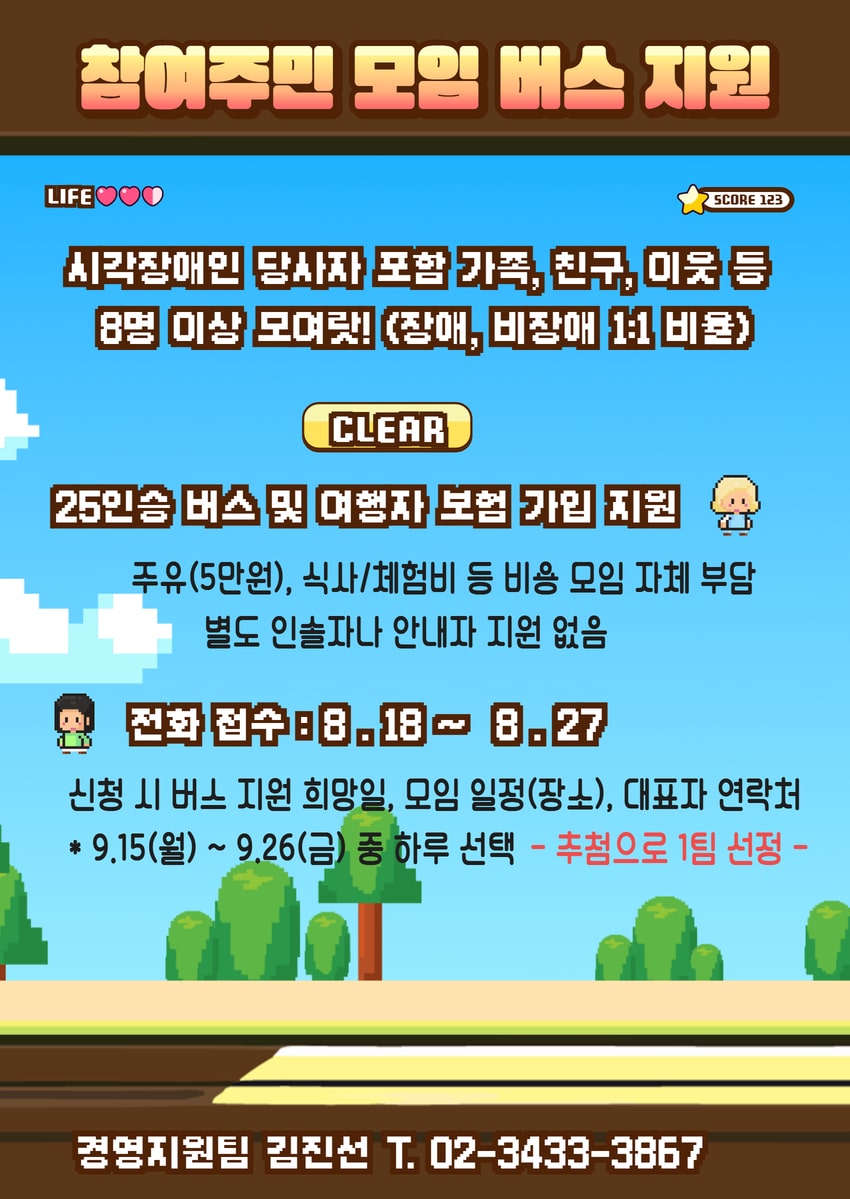 참여주민 모임 버스 지원
LIFE
SCORE 123
시각장애인 당사자 포함 가족, 친구, 이웃 등
8명 이상 모여랏! (장애, 비장애 1:1 비율)
CLEAR
25인승 버스 및 여행자 보험 가입 지원
주유(5만원), 식사/체험비 등 비용 모임 자체 부담
별도 인솔자나 안내자 지원 없음
전화 접수 : 8.18 ~ 8.27
신청 시 버스 지원 희망일, 모임 일정(장소), 대표자 연락처
* 9.15(월) ~ 9.26(금) 중 하루 선택 - 추첨으로 1팀 선정 -
경영지원팀 김진선 T. 02-3433-3867